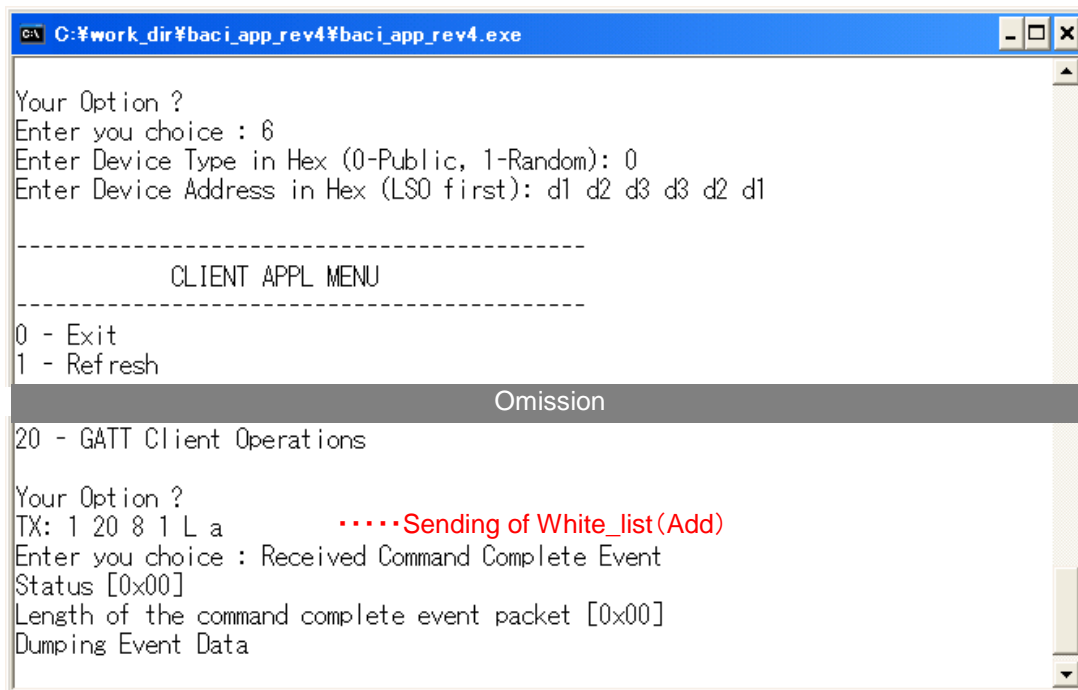 C:¥work_dir¥baci_app_rev4¥baci_app_rev4.exe
Your Option ?
Enter you choice : 6
Enter Device Type in Hex (0-Public, 1-Random): 0
Enter Device Address in Hex (LSO first): d1 d2 d3 d3 d2 d1
--------------------------------------------
CLIENT APPL MENU
--------------------------------------------
0 - Exit
1 - Refresh
Omission
20 - GATT Client Operations
Your Option ?
TX: 1 20 8 1 L a ・・・・・Sending of White_list(Add)
Enter you choice : Received Command Complete Event
Status [0x00]
Length of the command complete event packet [0x00]
Dumping Event Data